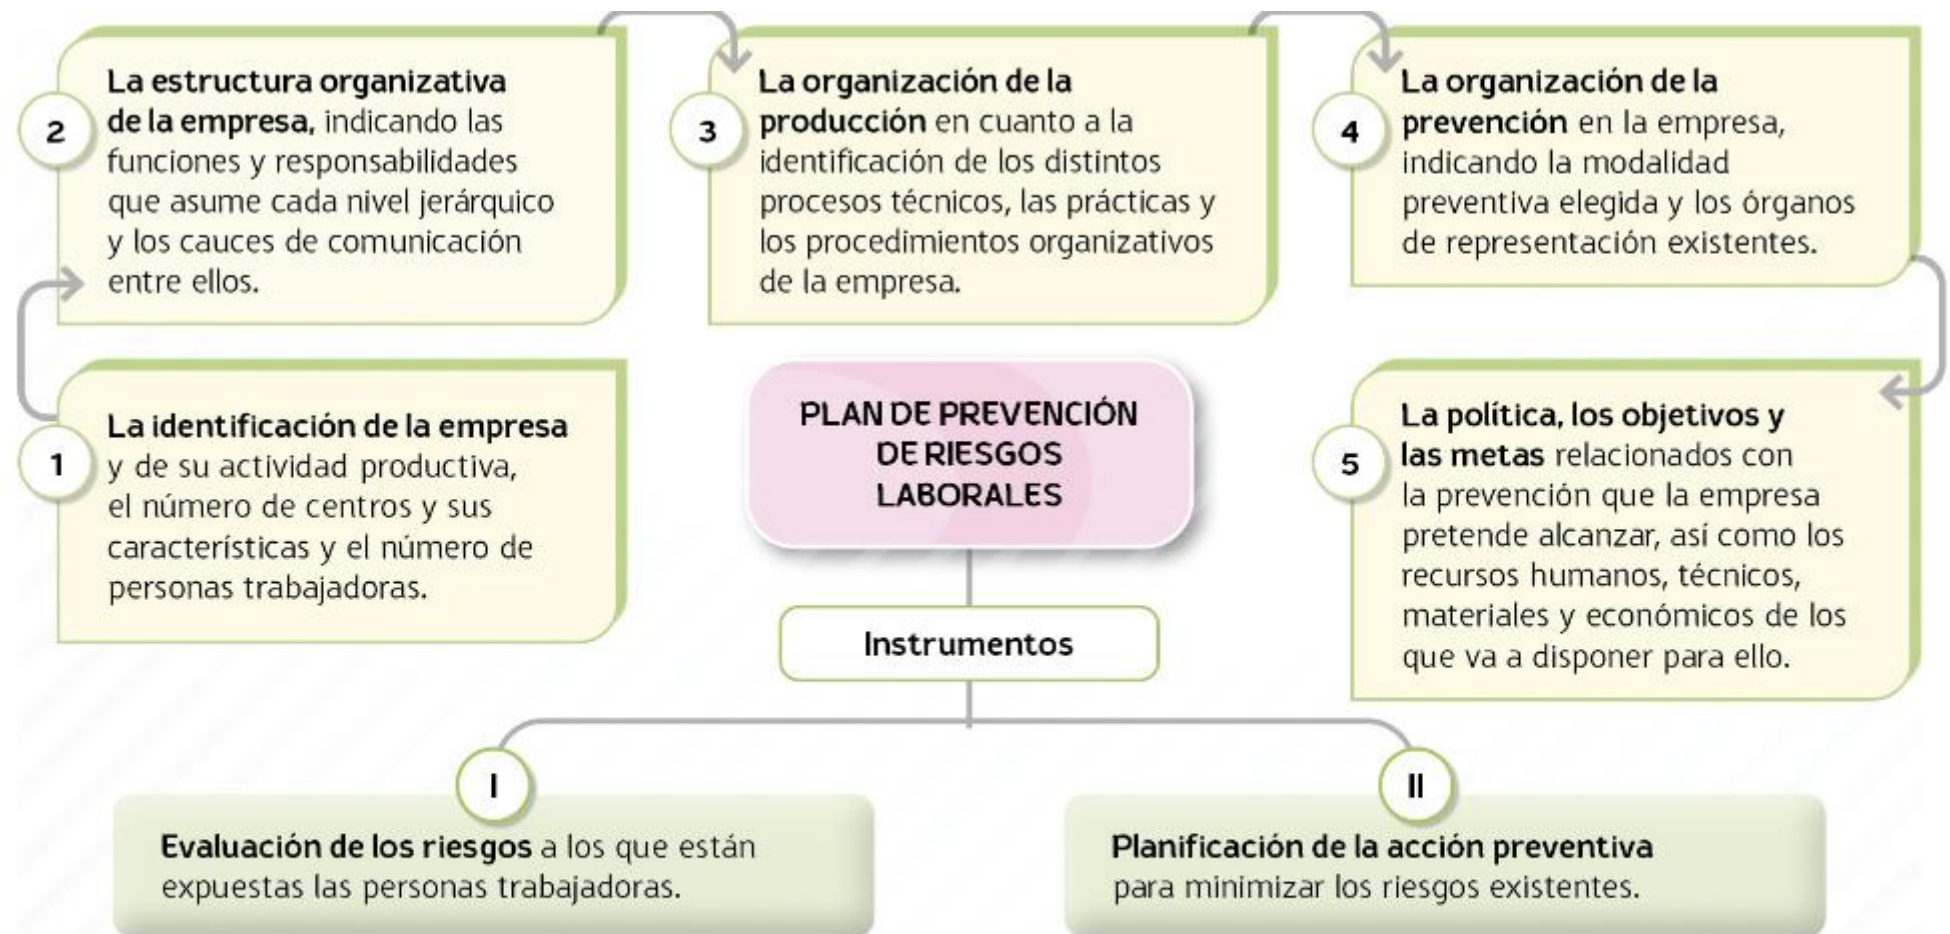 2
La estructura organizativa
de la empresa, indicando las
funciones y responsabilidades
que asume cada nivel jerárquico
y los cauces de comunicación
entre ellos.
3
La organización de la
producción en cuanto a la
identificación de los distintos
procesos técnicos, las prácticas y
los procedimientos organizativos
de la empresa.
4
La organización de la
prevención en la empresa,
indicando la modalidad
preventiva elegida y los órganos
de representación existentes.
1
La identificación de la empresa
y de su actividad productiva,
el número de centros y sus
características y el número de
personas trabajadoras.
PLAN DE PREVENCIÓN
DE RIESGOS
LABORALES
5
La política, los objetivos y
las metas relacionados con
la prevención que la empresa
pretende alcanzar, así como los
recursos humanos, técnicos,
materiales y económicos de los
que va a disponer para ello.
Instrumentos
I
Evaluación de los riesgos a los que están
expuestas las personas trabajadoras.
II
Planificación de la acción preventiva
para minimizar los riesgos existentes.